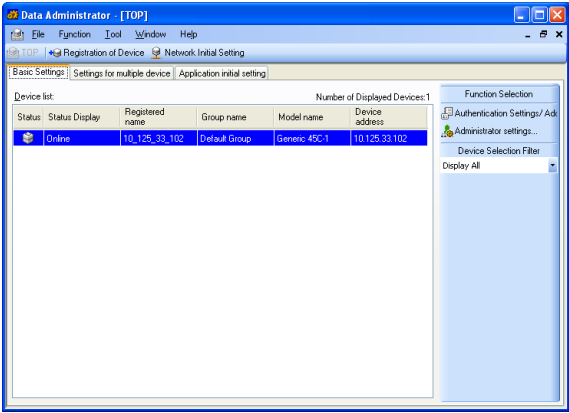 Data Administrator - [TOP]
File Function Tool Window Help
TOP Registration of Device Network Initial Setting
Basic Settings Settings for multiple device Application initial setting
Device list: Number of Displayed Devices:1
Status Status Display Registered name Group name Model name Device address
Online 10_125_33_102 Default Group Generic 45C-1 10.125.33.102
Function Selection
Authentication Settings/Add
Administrator settings...
Device Selection Filter
Display All